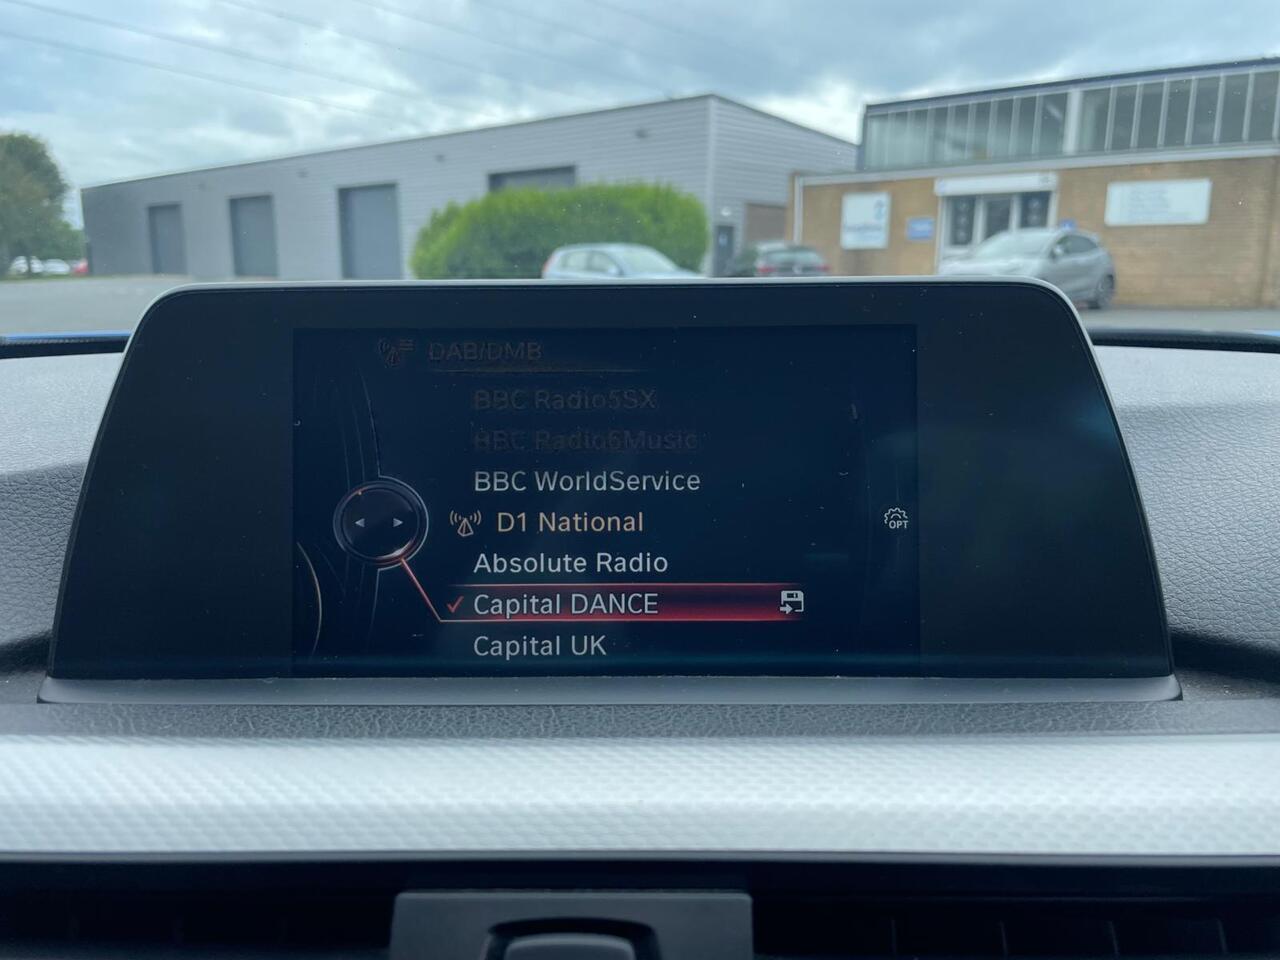 DAB/DMB
BBC Radio5SX
BBC Radio6Music
BBC WorldService
D1 National
OPT
Absolute Radio
Capital DANCE
Capital UK